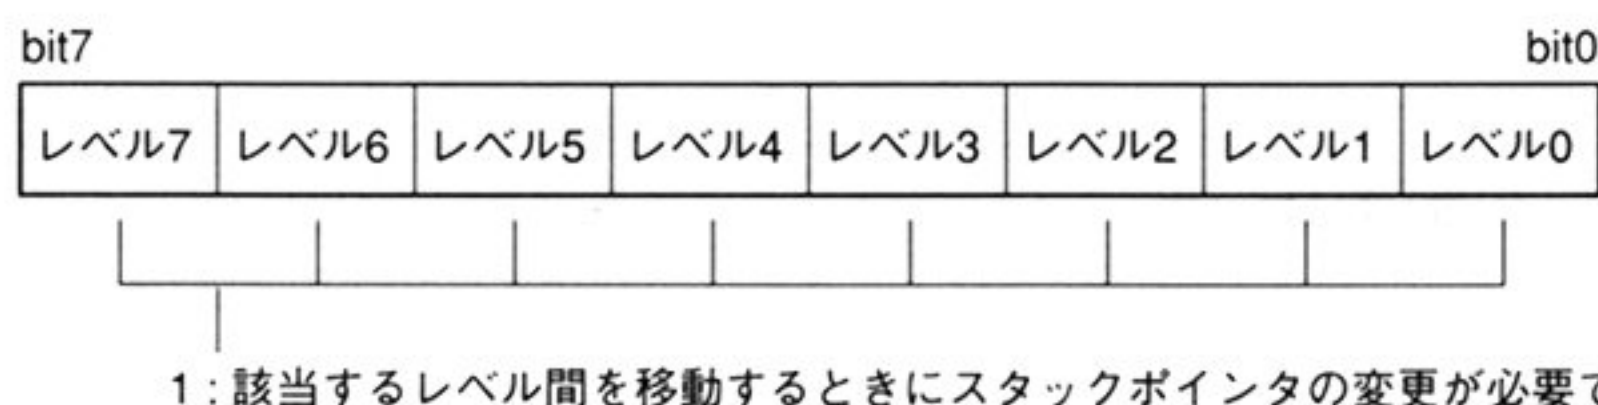 bit7 bit0
レベル7 レベル6 レベル5 レベル4 レベル3 レベル2 レベル1 レベル0
1：該当するレベル間を移動するときにスタックポインタの変更が必要で